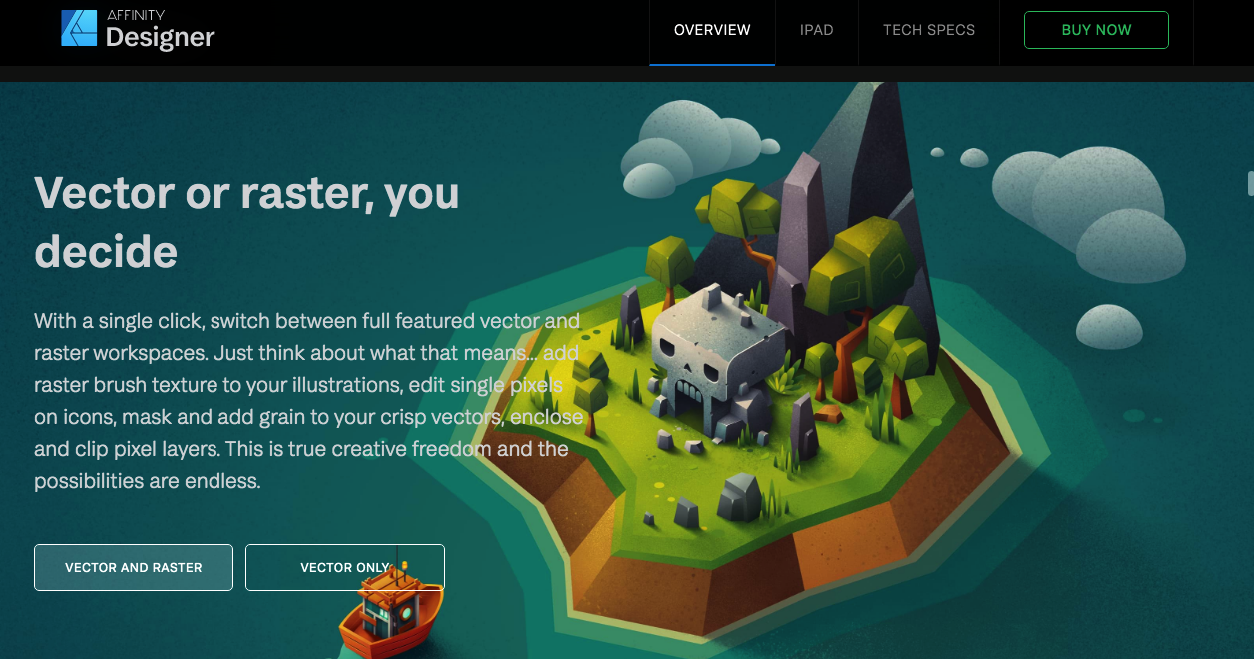 AFFINITY
Designer
OVERVIEW
IPAD
TECH SPECS
BUY NOW
Vector or raster, you
decide
With a single click, switch between full featured vector and
raster workspaces. Just think about what that means... add
raster brush texture to your illustrations, edit single pixels
on icons, mask and add grain to your crisp vectors, enclose
and clip pixel layers. This is true creative freedom and the
possibilities are endless.
VECTOR AND RASTER
VECTOR ONLY